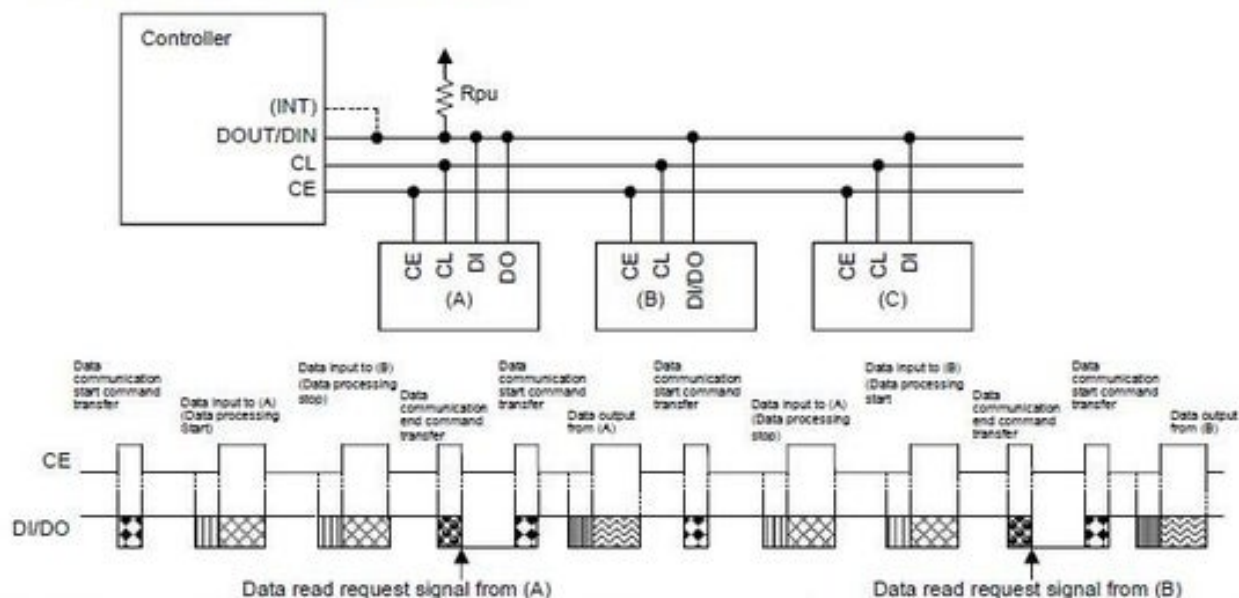 Controller
Rpu
(INT)
DOUT/DIN
CL
CE
CE
CL
DI
DO
(A)
CE
CL
DI/DO
(B)
CE
CL
DI
(C)
Data
communication
start command
transfer
Data input to (A)
(Data processing
Start)
Data input to (B)
(Data processing
stop)
Data
communication
end command
transfer
Data
communication
start command
transfer
Data output
from (A)
Data
communication
start command
transfer
Data input to (A)
(Data processing
stop)
Data input to (B)
(Data processing
start
Data
communication
end command
transfer
Data
communication
start command
transfer
Data output
from (B)
CE
DI/DO
Data read request signal from (A)
Data read request signal from (B)